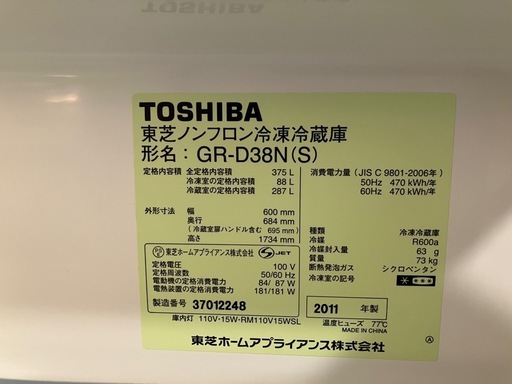 TOSHIBA
TOSHIBA
東芝ノンフロン冷凍冷蔵庫
形名: GR-D38N(S)
定格内容積 全定格内容積 375 L
冷凍室の定格内容積 88 L
冷蔵室の定格内容積 287 L
消費電力量 (JIS C 9801-2006年)
50Hz 470 kWh/年
60Hz 470 kWh/年
外形寸法 幅 600 mm
奥行 684 mm
(冷蔵室扉ハンドル含む 695 mm)
高さ 1734 mm
種類 冷凍冷蔵庫
冷媒 R600a
冷媒封入量 63 g
質量 73 kg
断熱発泡ガス シクロペンタン
冷凍室の記号
東芝ホームアプライアンス株式会社 JET
定格電圧 100 V
定格周波数 50/60 Hz
電動機の定格消費電力 84/ 87 W
電熱装置の定格消費電力 181/181 W
製造番号 37012248
2011 年製
庫内灯 110V·15W·RM110V15WSL
温度ヒューズ 77℃
MADE IN CHINA
東芝ホームアプライアンス株式会社
Ⓐ